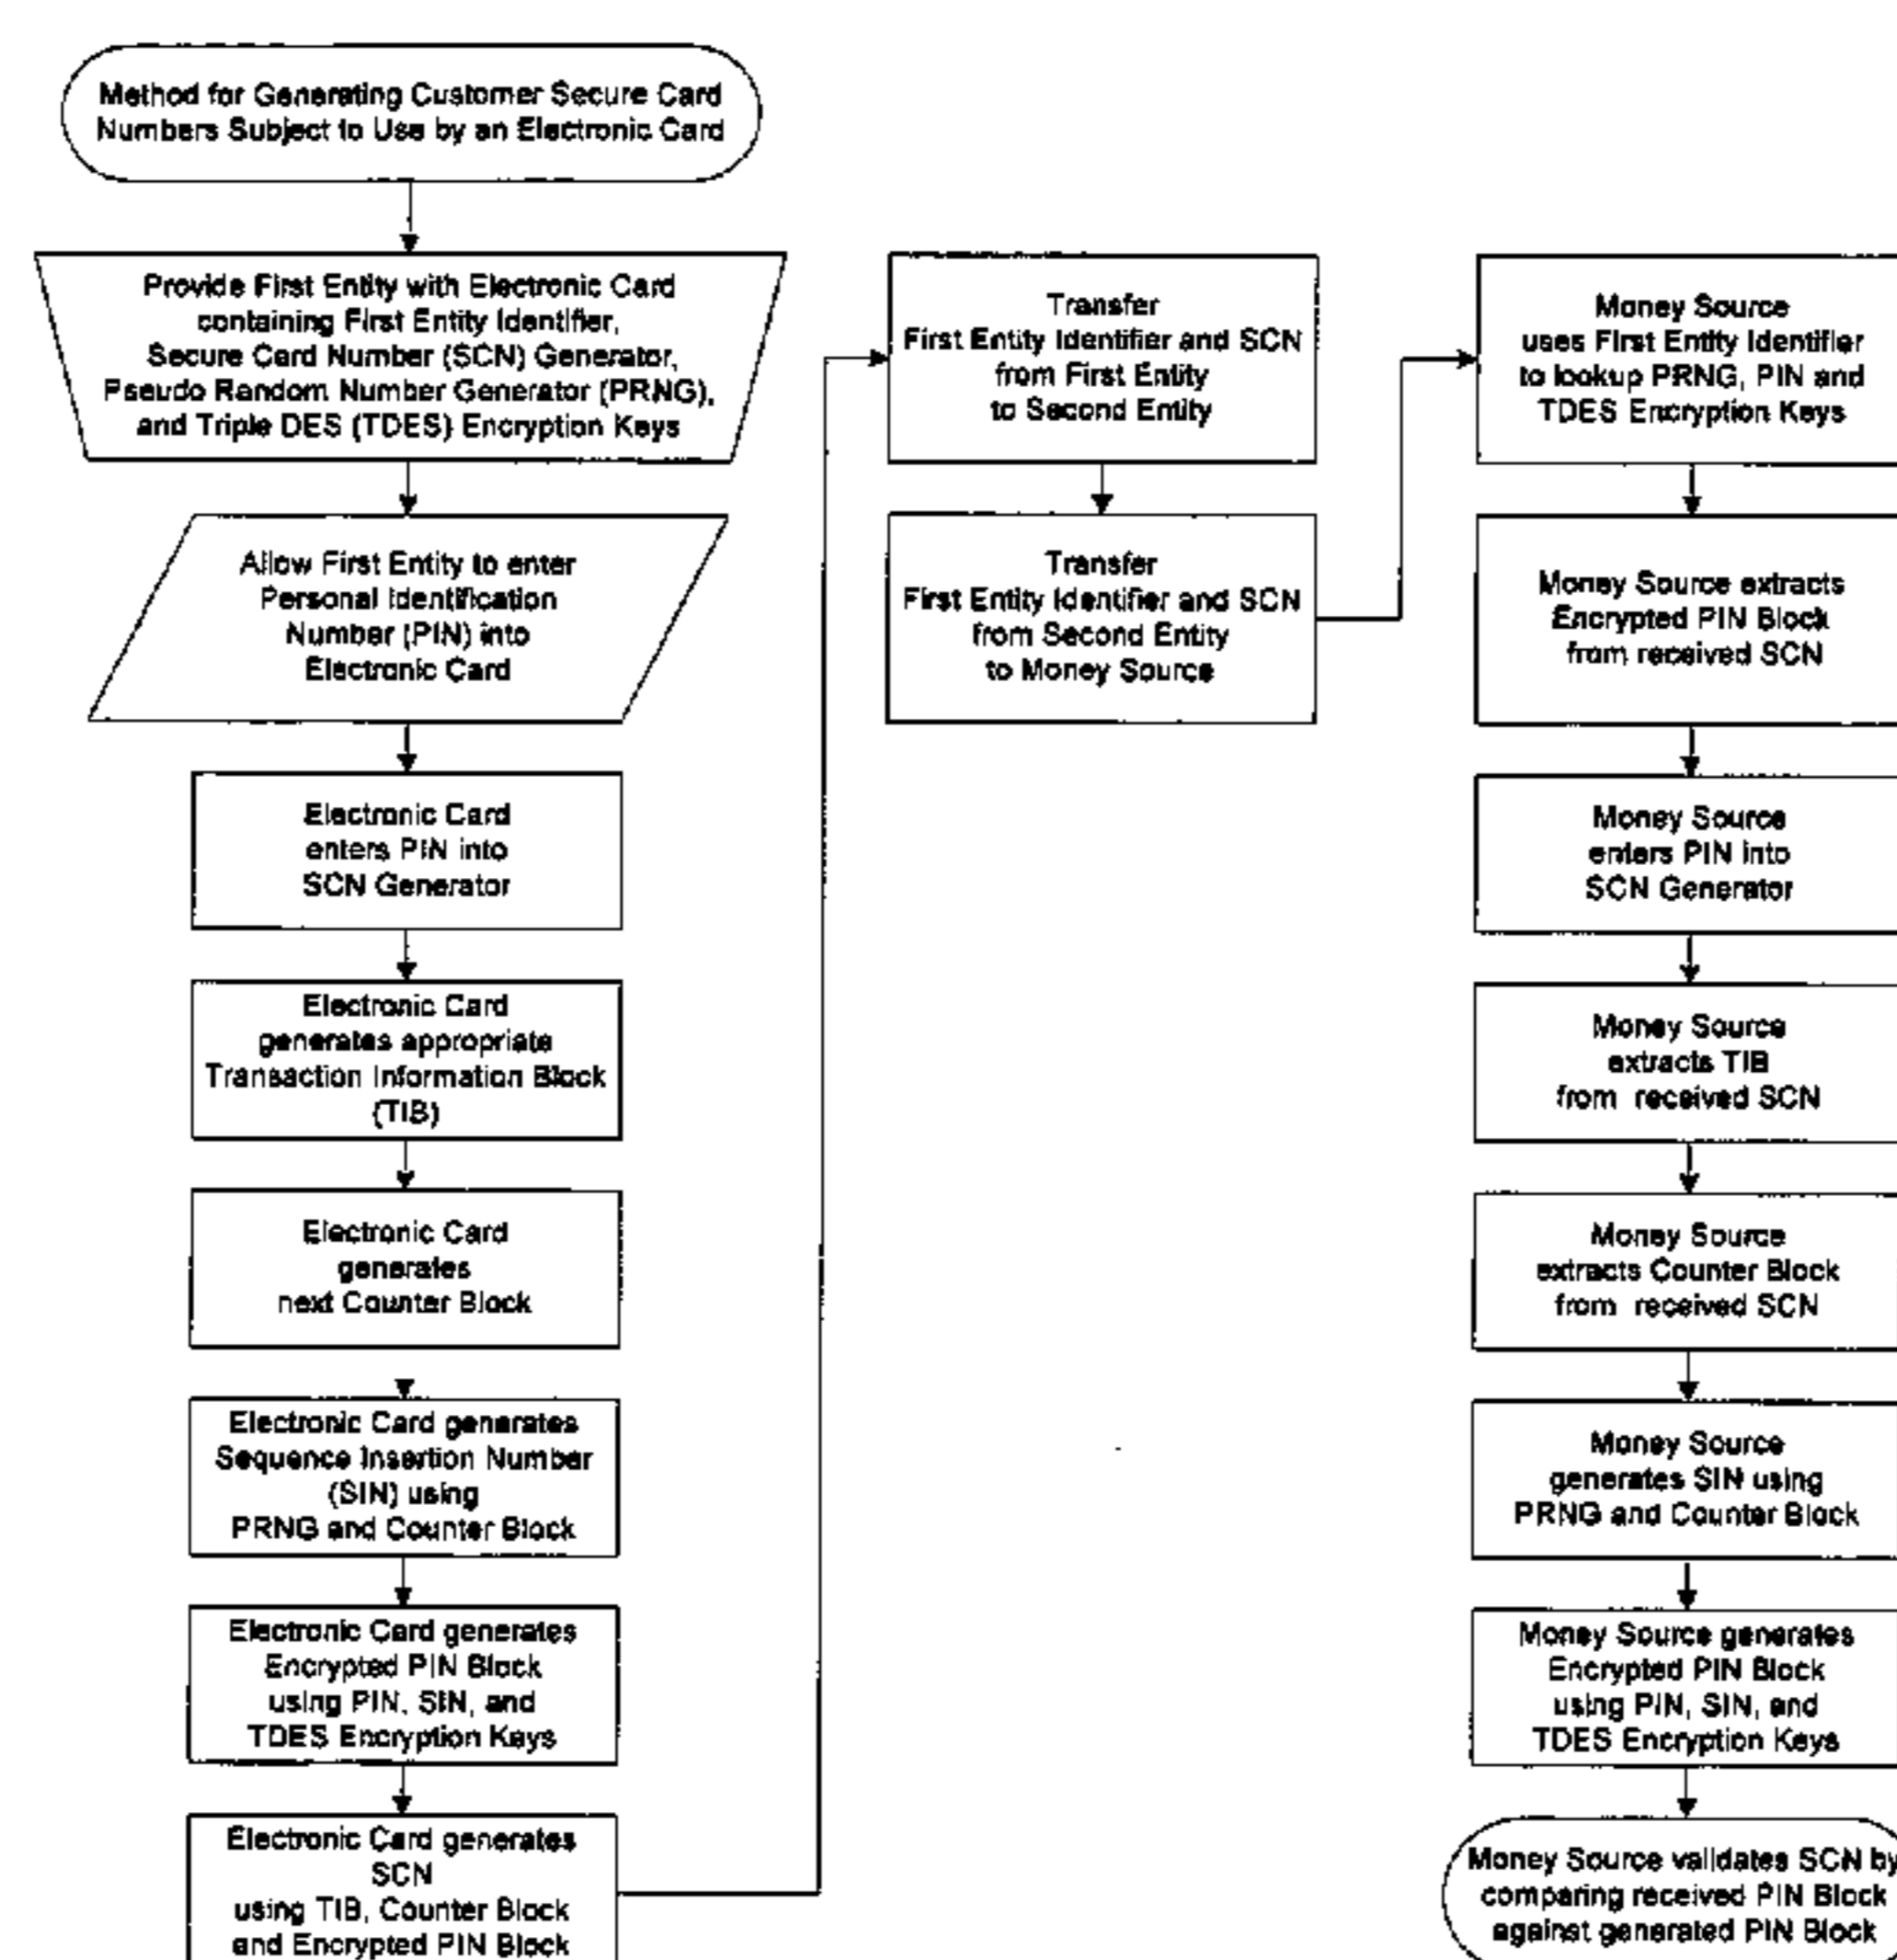 Method for Generating Customer Secure Card
Numbers Subject to Use by an Electronic Card
Provide First Entity with Electronic Card
containing First Entity Identifier,
Secure Card Number (SCN) Generator,
Pseudo Random Number Generator (PRNG),
and Triple DES (TDES) Encryption Keys
Allow First Entity to enter
Personal Identification
Number (PIN) into
Electronic Card
Electronic Card
enters PIN into
SCN Generator
Electronic Card
generates appropriate
Transaction Information Block
(TIB)
Electronic Card
generates
next Counter Block
Electronic Card generates
Sequence Insertion Number
(SIN) using
PRNG and Counter Block
Electronic Card generates
Encrypted PIN Block
using PIN, SIN, and
TDES Encryption Keys
Electronic Card generates
SCN
using TIB, Counter Block
and Encrypted PIN Block
Transfer
First Entity Identifier and SCN
from First Entity
to Second Entity
Transfer
First Entity Identifier and SCN
from Second Entity
to Money Source
Money Source
uses First Entity Identifier
to lookup PRNG, PIN and
TDES Encryption Keys
Money Source extracts
Encrypted PIN Block
from received SCN
Money Source
enters PIN into
SCN Generator
Money Source
extracts TIB
from received SCN
Money Source
extracts Counter Block
from received SCN
Money Source
generates SIN using
PRNG and Counter Block
Money Source generates
Encrypted PIN Block
using PIN, SIN, and
TDES Encryption Keys
Money Source validates SCN by
comparing received PIN Block
against generated PIN Block